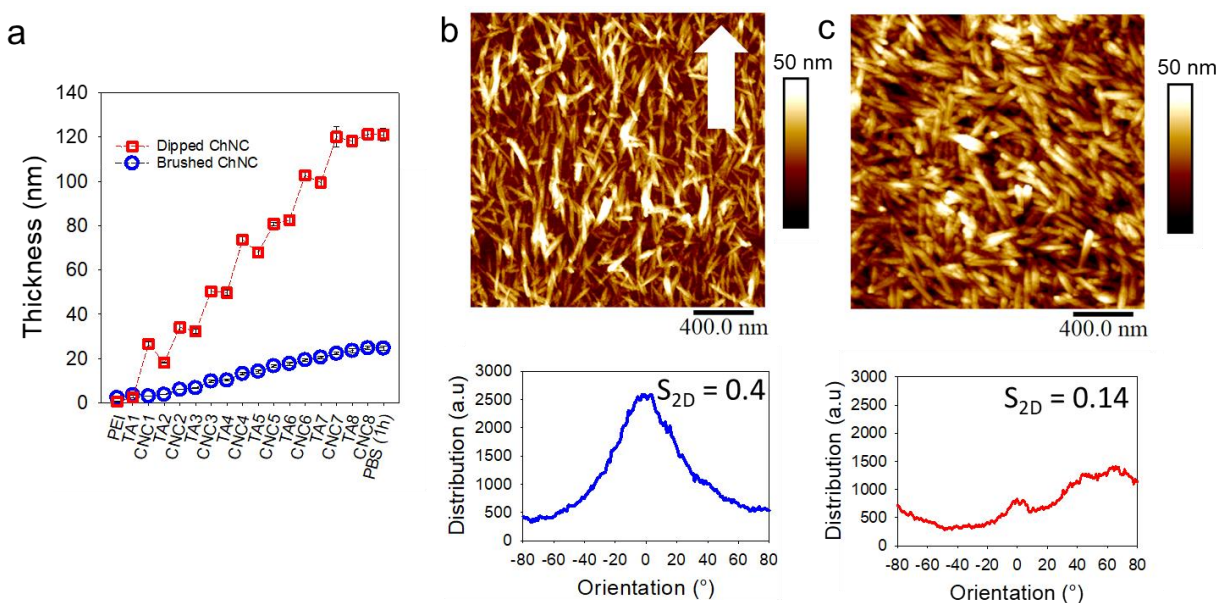 a
Thickness (nm)
140
120
100
80
60
40
20
0
Dipped ChNC
Brushed ChNC
PEI
TA1
CNC1
TA2
CNC2
TA3
CNC3
TA4
CNC4
TA5
CNC5
TA6
CNC6
TA7
CNC7
TA8
CNC8
PBS (1h)
b
50 nm
400.0 nm
Distribution (a.u)
3000
2500
2000
1500
1000
500
0
S2D = 0.4
-80 -60 -40 -20 0 20 40 60 80
Orientation (°)
c
50 nm
400.0 nm
Distribution (a.u)
3000
2500
2000
1500
1000
500
0
S2D = 0.14
-80 -60 -40 -20 0 20 40 60 80
Orientation (°)